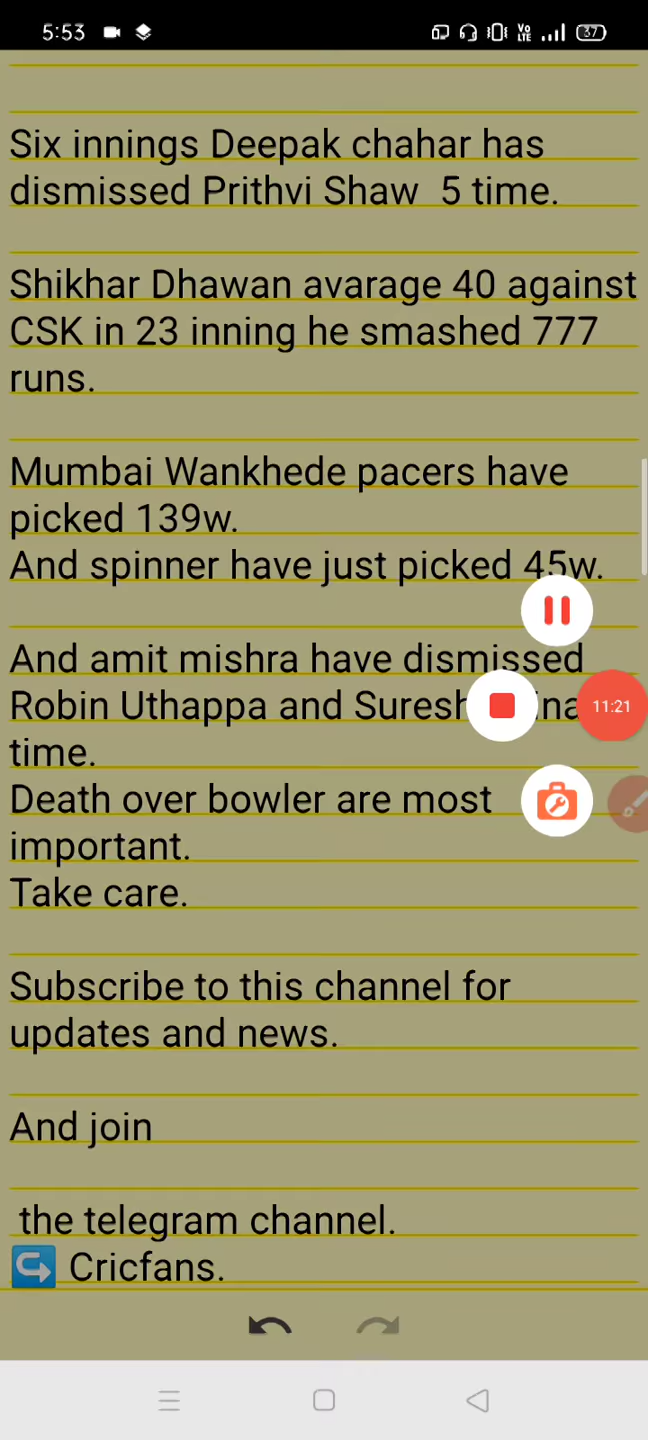 5:53
VO LTE 37
Six innings Deepak chahar has
dismissed Prithvi Shaw 5 time.
Shikhar Dhawan avarage 40 against
CSK in 23 inning he smashed 777
runs.
Mumbai Wankhede pacers have
picked 139w.
And spinner have just picked 45w.
And amit mishra have dismissed
Robin Uthappa and Suresh
11:21
time.
Death over bowler are most
important.
Take care.
Subscribe to this channel for
updates and news.
And join
the telegram channel.
↪️ Cricfans.